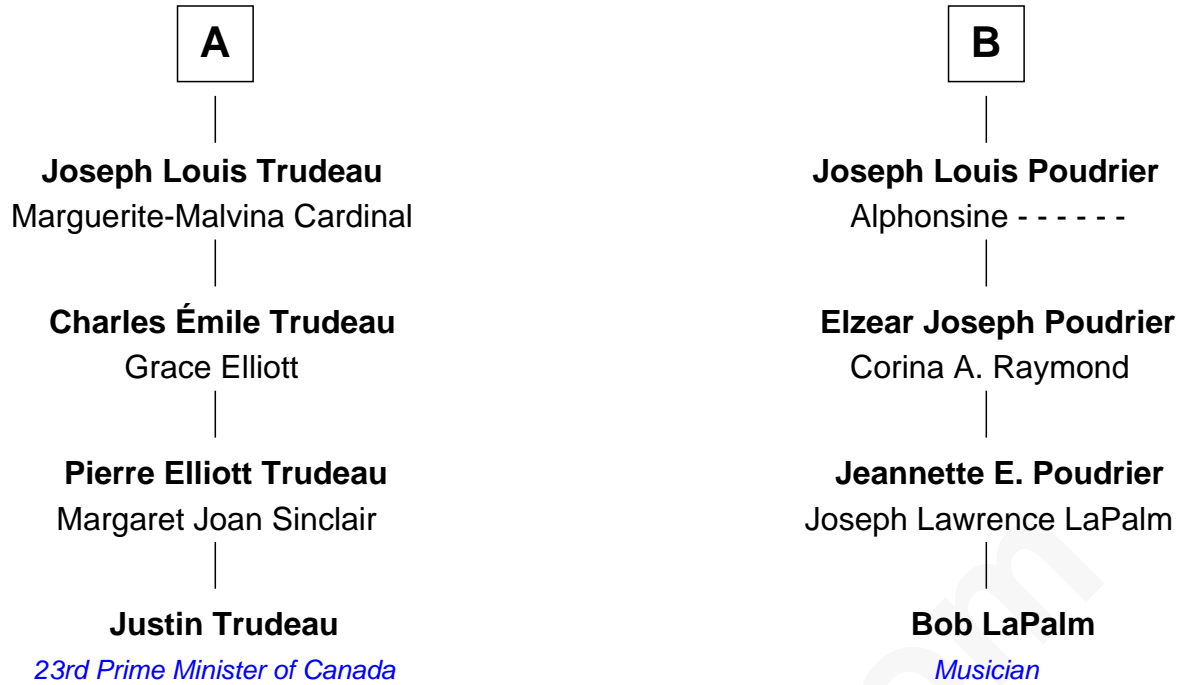 A
Joseph Louis Trudeau
Marguerite-Malvina Cardinal
Charles Émile Trudeau
Grace Elliott
Pierre Elliott Trudeau
Margaret Joan Sinclair
Justin Trudeau
23rd Prime Minister of Canada
B
Joseph Louis Poudrier
Alphonsine - - - - - -
Elzear Joseph Poudrier
Corina A. Raymond
Jeannette E. Poudrier
Joseph Lawrence LaPalm
Bob LaPalm
Musician